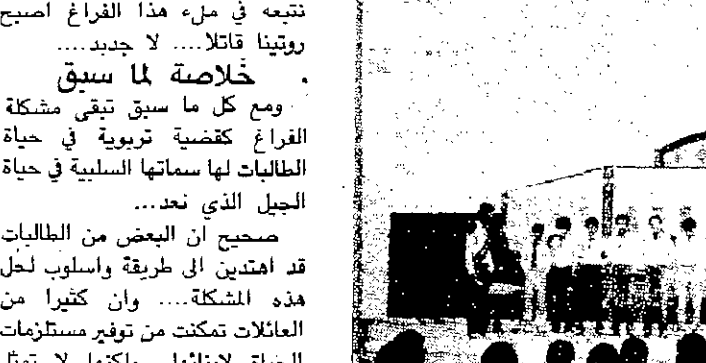 نتبعه في ملء هذا الفراغ اصبح
روتينا قاتلا.... لا جديد....
. خلاصة لما سبق
ومع كل ما سبق تبقى مشكلة
الفراغ كقضية تربوية في حياة
الطالبات لها سماتها السلبية في حياة
الجيل الذي نعد...
صحيح ان البعض من الطالبات
قد اهتدين الى طريقة واسلوب لحل
هذه المشكلة.... وان كثيرا من
العائلات تمكنت من توفير مستلزمات